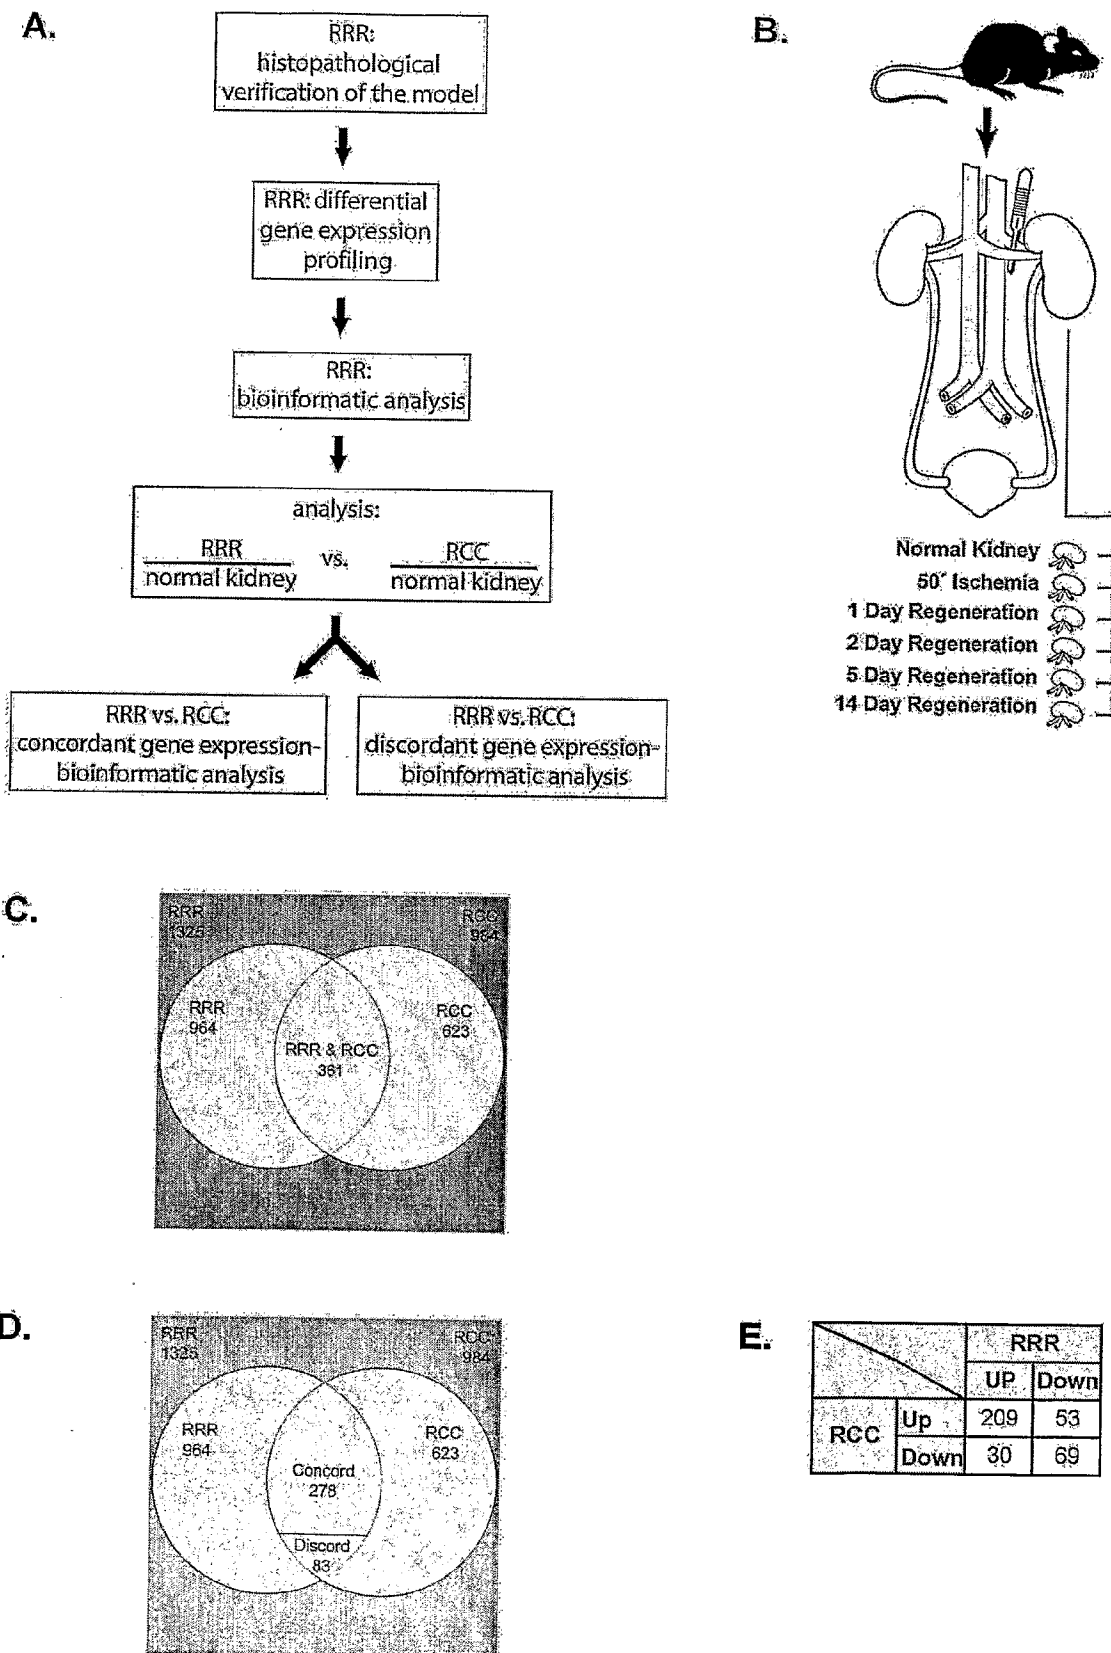 A.
RRR:
histopathological
verification of the model
RRR: differential
gene expression
profiling
RRR:
bioinformatic analysis
analysis:
RRR vs. RCC
normal kidney normal kidney
RRR vs. RCC:
concordant gene expression-
bioinformatic analysis
RRR vs. RCC:
discordant gene expression-
bioinformatic analysis
B.
Normal Kidney
50' Ischemia
1 Day Regeneration
2 Day Regeneration
5 Day Regeneration
14 Day Regeneration
C.
RRR
1325
RCC
984
RRR
964
RCC
623
RRR & RCC
361
D.
RRR
1325
RCC
984
RRR
964
RCC
623
Concord
278
Discord
83
E.
RRR
UP Down
RCC
Up 209 53
Down 30 69